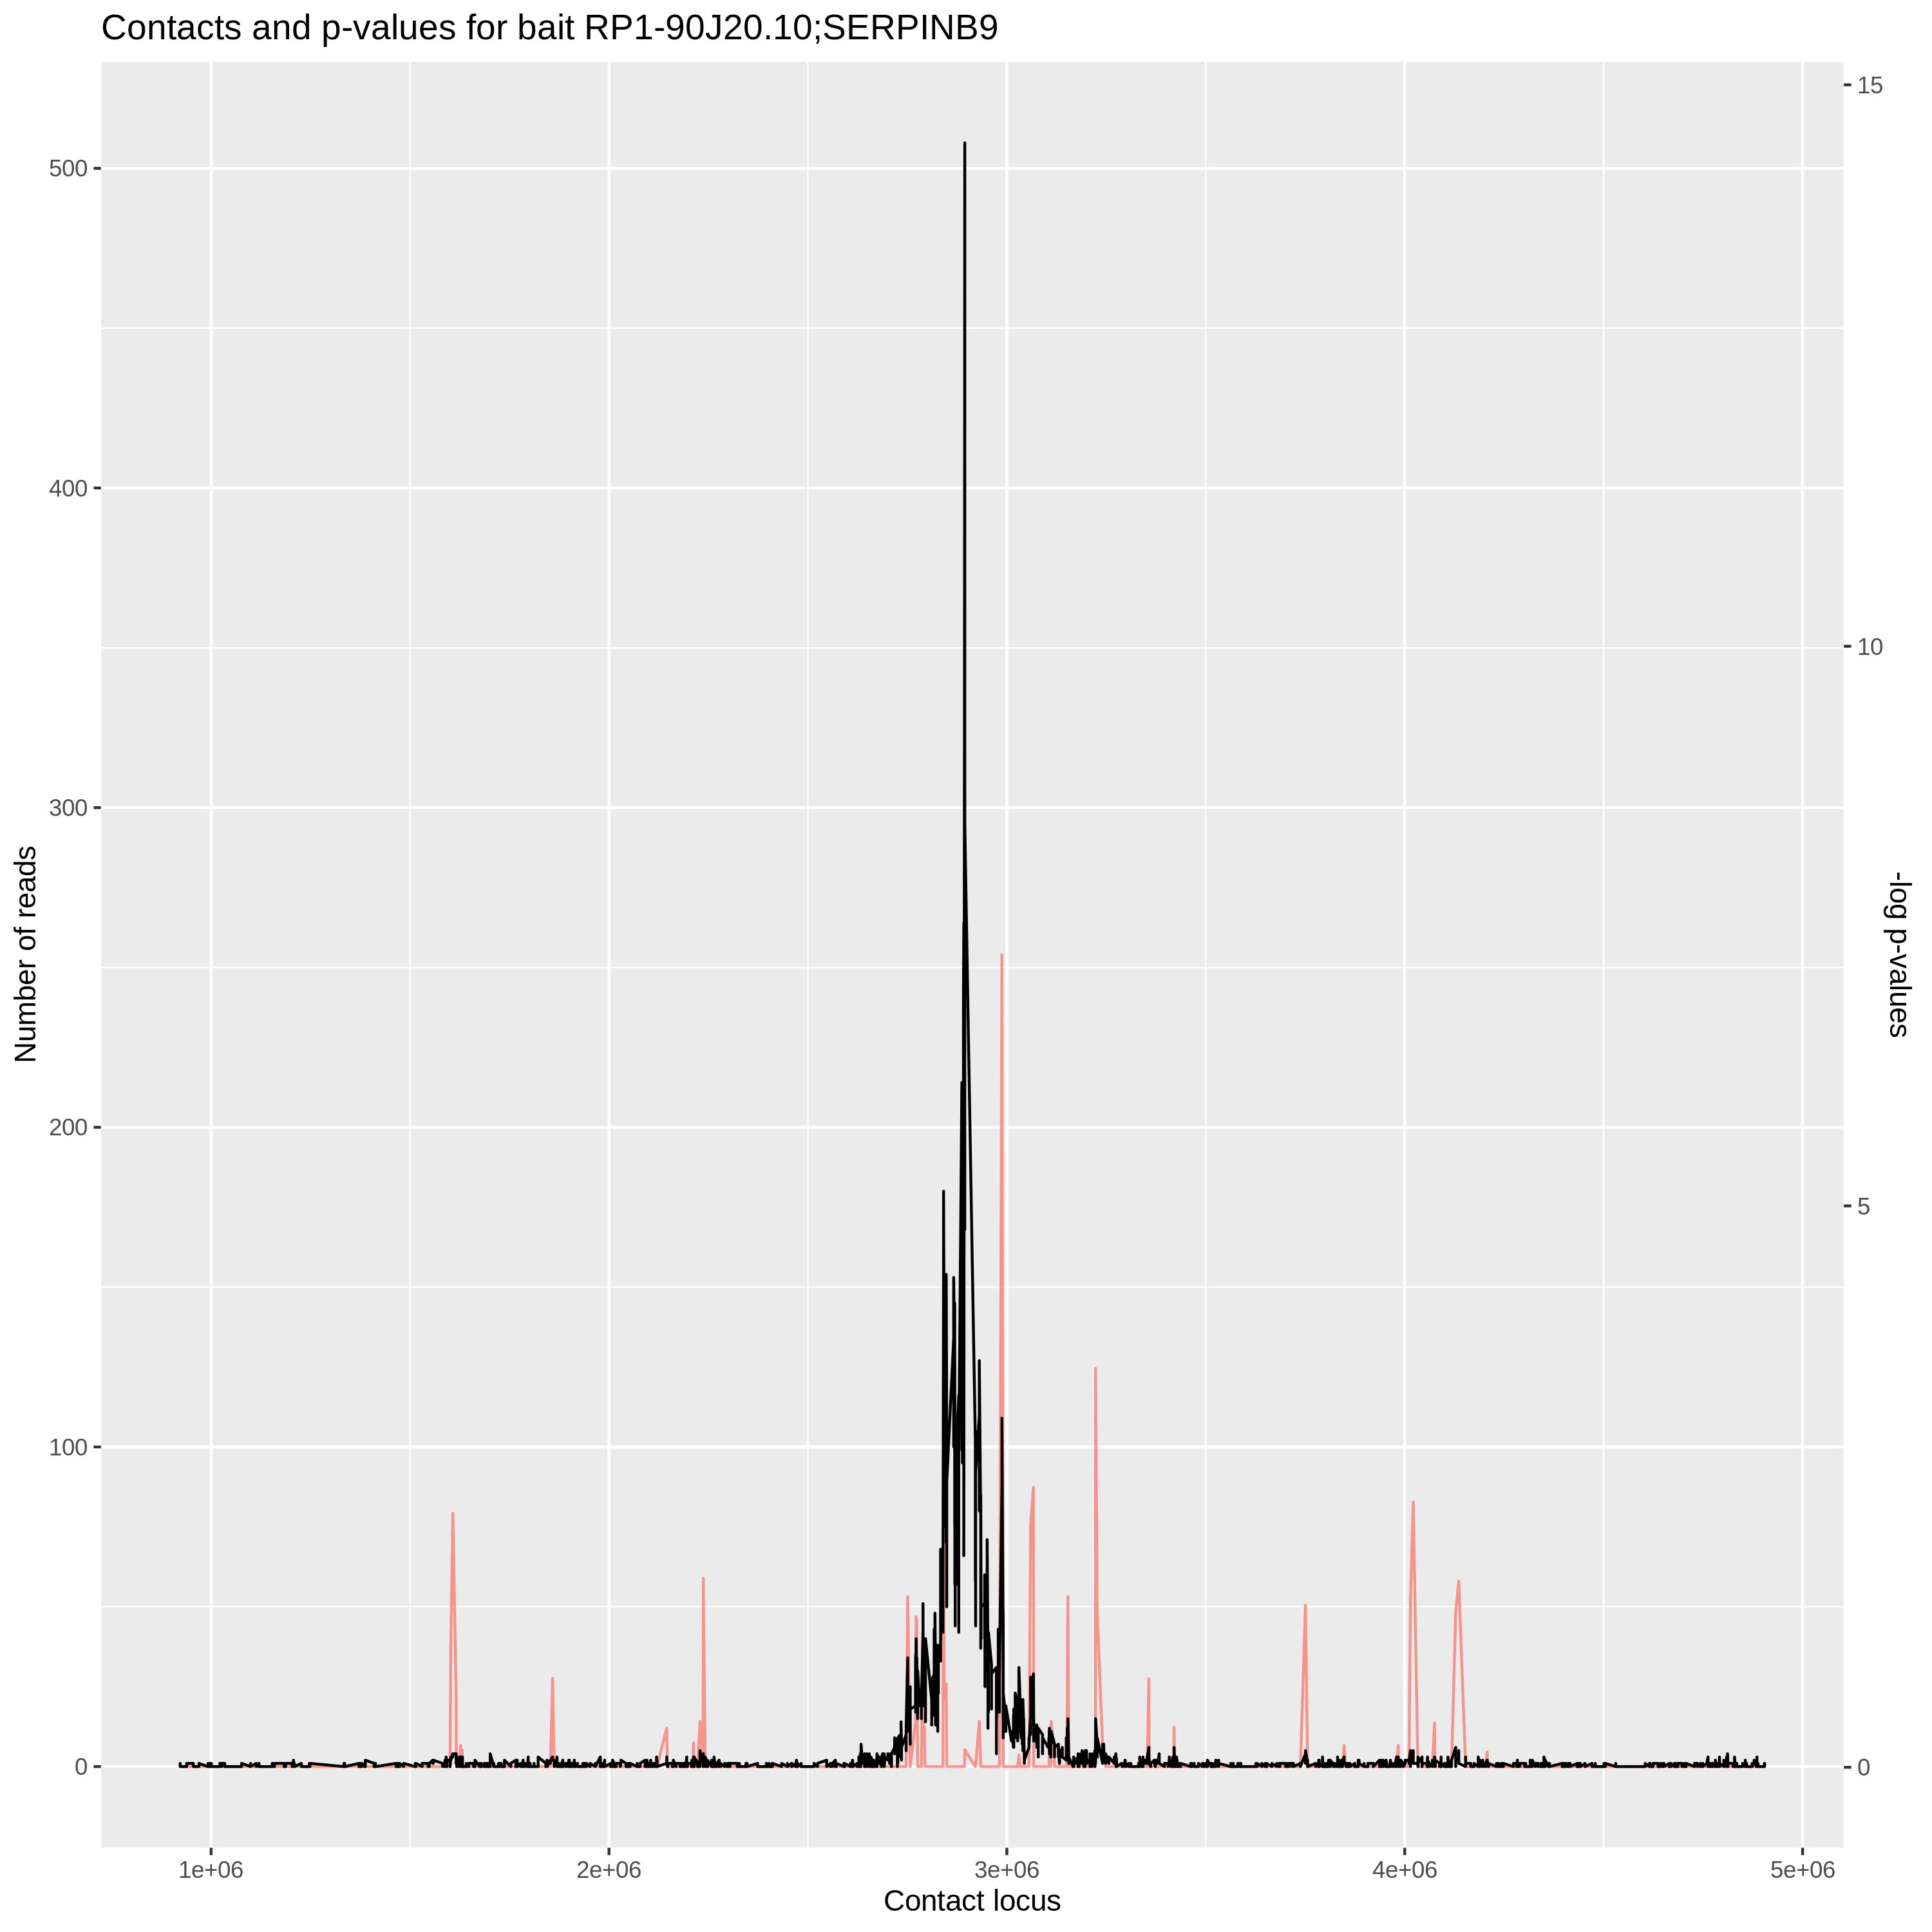 Contacts and p-values for bait RP1-90J20.10;SERPINB9
500
400
300
200
100
0
Number of reads
15
10
5
0
-log p-values
1e+06
2e+06
3e+06
4e+06
5e+06
Contact locus